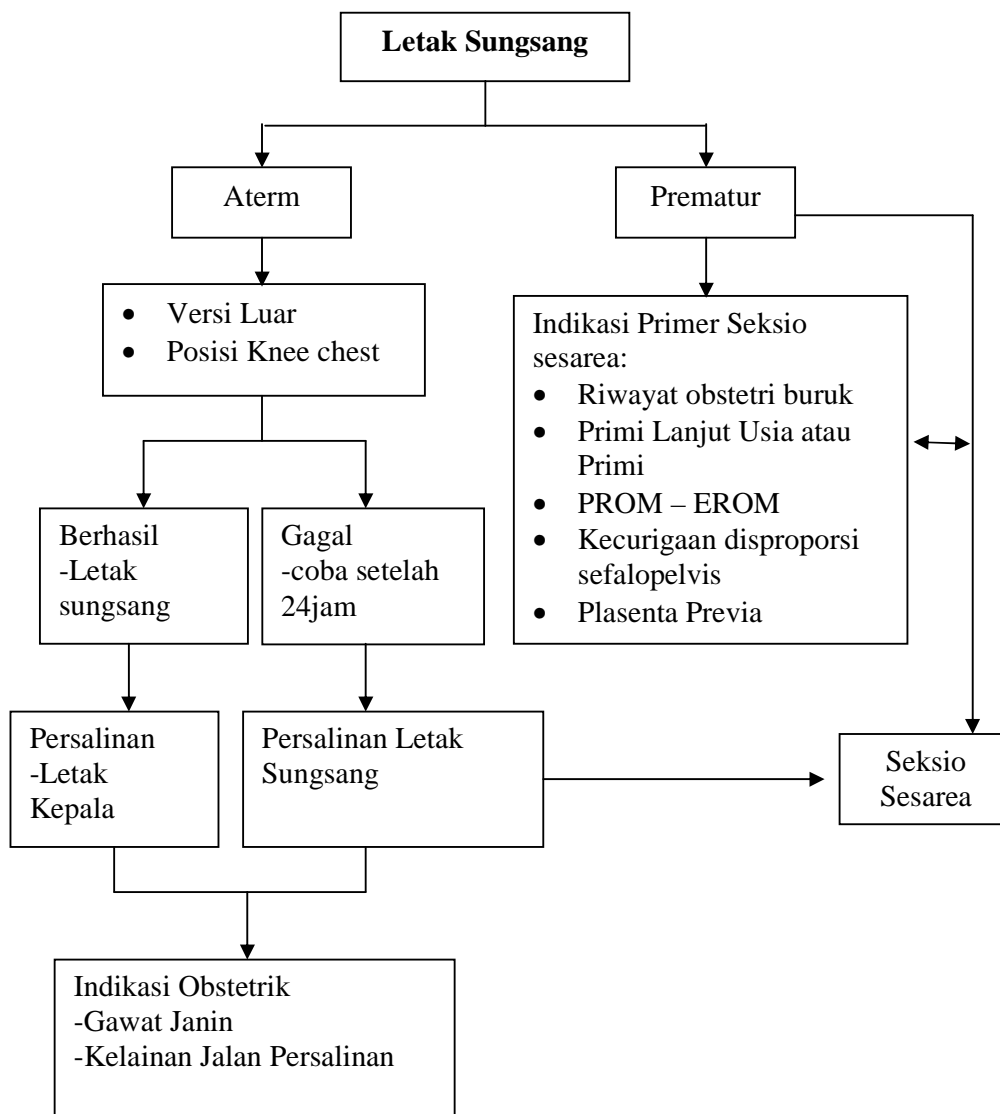 Letak Sungsang
Aterm
Prematur
• Versi Luar
• Posisi Knee chest
Indikasi Primer Seksio
sesarea:
• Riwayat obstetri buruk
• Primi Lanjut Usia atau
Primi
• PROM – EROM
• Kecurigaan disproporsi
sefalopelvis
• Plasenta Previa
Berhasil
-Letak
sungsang
Gagal
-coba setelah
24jam
Persalinan
-Letak
Kepala
Persalinan Letak
Sungsang
Seksio
Sesarea
Indikasi Obstetrik
-Gawat Janin
-Kelainan Jalan Persalinan